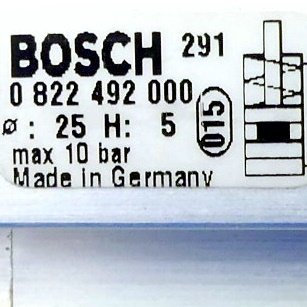 BOSCH 291
0 822 492 000
ø : 25 H: 5
015
max 10 bar
Made in Germany